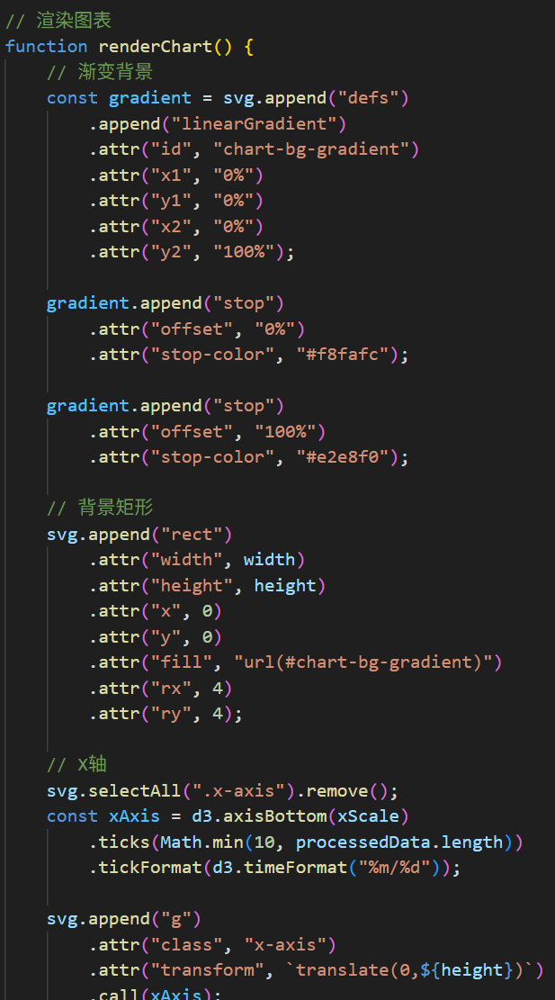 // 渲染图表
function renderChart() {
    // 渐变背景
    const gradient = svg.append("defs")
        .append("linearGradient")
        .attr("id", "chart-bg-gradient")
        .attr("x1", "0%")
        .attr("y1", "0%")
        .attr("x2", "0%")
        .attr("y2", "100%");

    gradient.append("stop")
        .attr("offset", "0%")
        .attr("stop-color", "#f8fafc");

    gradient.append("stop")
        .attr("offset", "100%")
        .attr("stop-color", "#e2e8f0");

    // 背景矩形
    svg.append("rect")
        .attr("width", width)
        .attr("height", height)
        .attr("x", 0)
        .attr("y", 0)
        .attr("fill", "url(#chart-bg-gradient)")
        .attr("rx", 4)
        .attr("ry", 4);

    // X轴
    svg.selectAll(".x-axis").remove();
    const xAxis = d3.axisBottom(xScale)
        .ticks(Math.min(10, processedData.length))
        .tickFormat(d3.timeFormat("%m/%d"));

    svg.append("g")
        .attr("class", "x-axis")
        .attr("transform", `translate(0,${height})`)
        .call(xAxis);